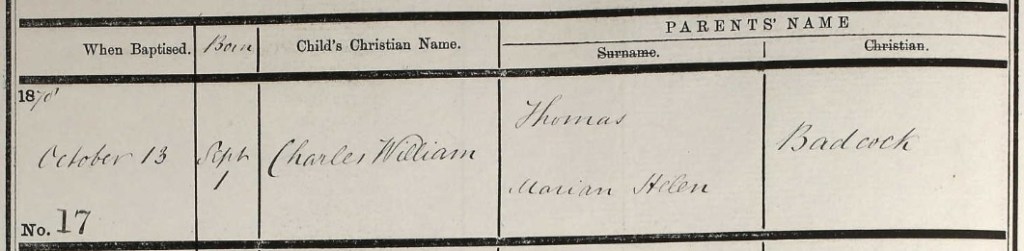 PARENTS' NAME
When Baptised. Born Child's Christian Name. Surname. Christian.
1870
Thomas
Badcock
October 13 Sept Charles William
1
Marian Helen
No. 17